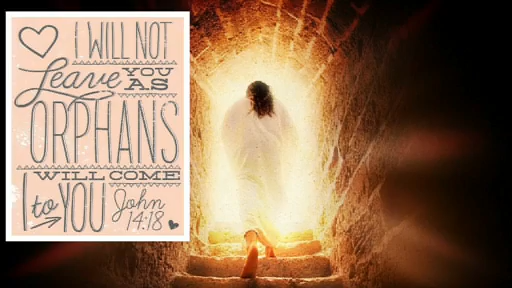 I WILL NOT
Leave YOU
AS
ORPHANS
I WILL COME
to YOU John
14:18